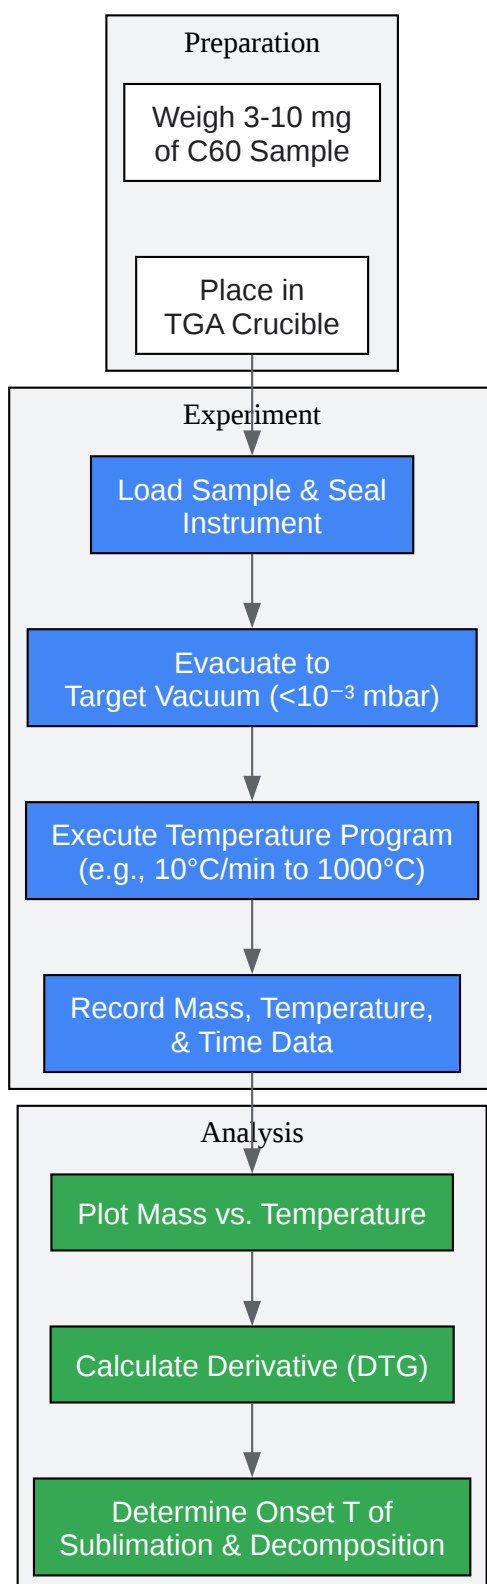 Preparation
Weigh 3-10 mg
of C60 Sample
Place in
TGA Crucible
Experiment
Load Sample & Seal
Instrument
Evacuate to
Target Vacuum (<10⁻³ mbar)
Execute Temperature Program
(e.g., 10°C/min to 1000°C)
Record Mass, Temperature,
& Time Data
Analysis
Plot Mass vs. Temperature
Calculate Derivative (DTG)
Determine Onset T of
Sublimation & Decomposition